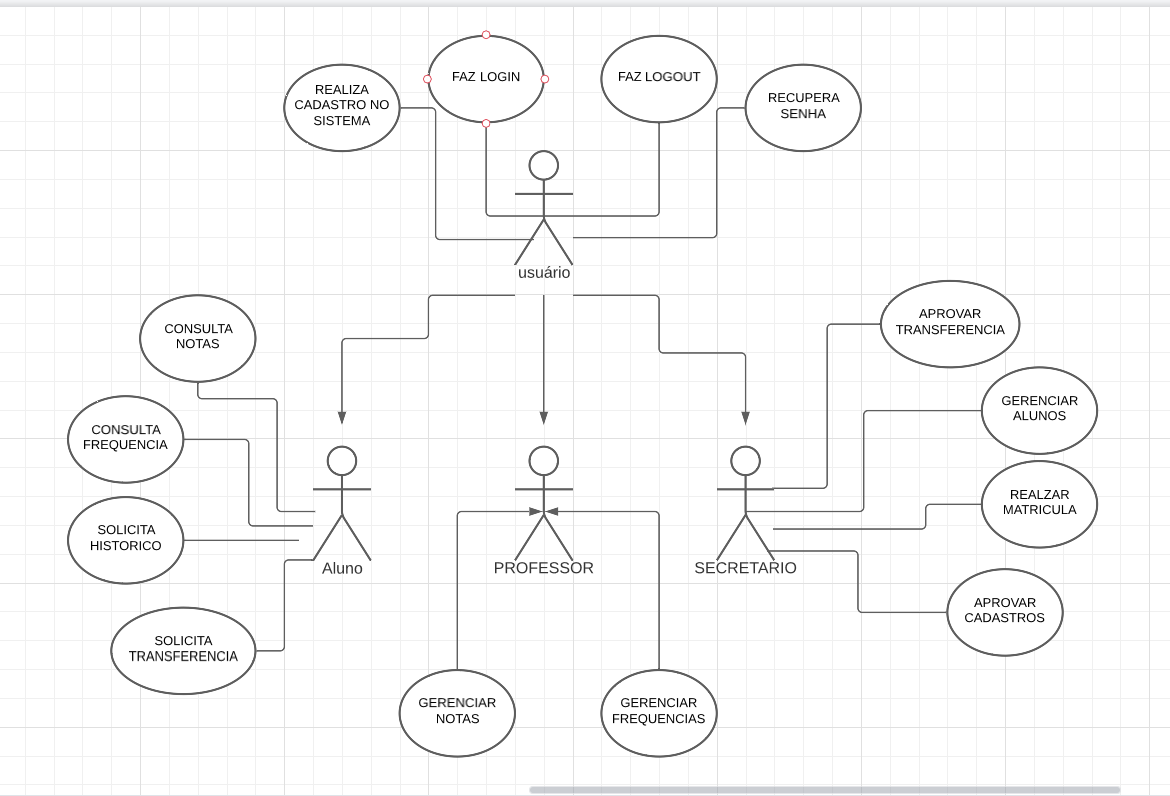 FAZ LOGIN
FAZ LOGOUT
REALIZA
CADASTRO NO
SISTEMA
RECUPERA
SENHA
usuário
CONSULTA
NOTAS
APROVAR
TRANSFERENCIA
CONSULTA
FREQUENCIA
GERENCIAR
ALUNOS
SOLICITA
HISTORICO
REALZAR
MATRICULA
Aluno
PROFESSOR
SECRETARIO
SOLICITA
TRANSFERENCIA
APROVAR
CADASTROS
GERENCIAR
NOTAS
GERENCIAR
FREQUENCIAS